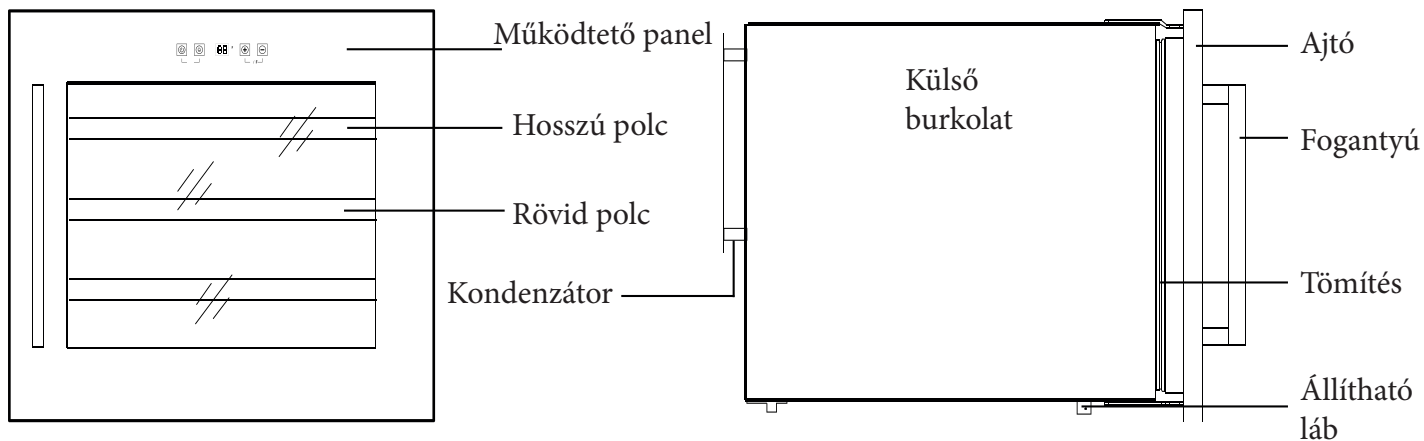 Működtető panel
Hosszú polc
Rövid polc
Kondenzátor
Külső
burkolat
Ajtó
Fogantyú
Tömítés
Állítható
láb